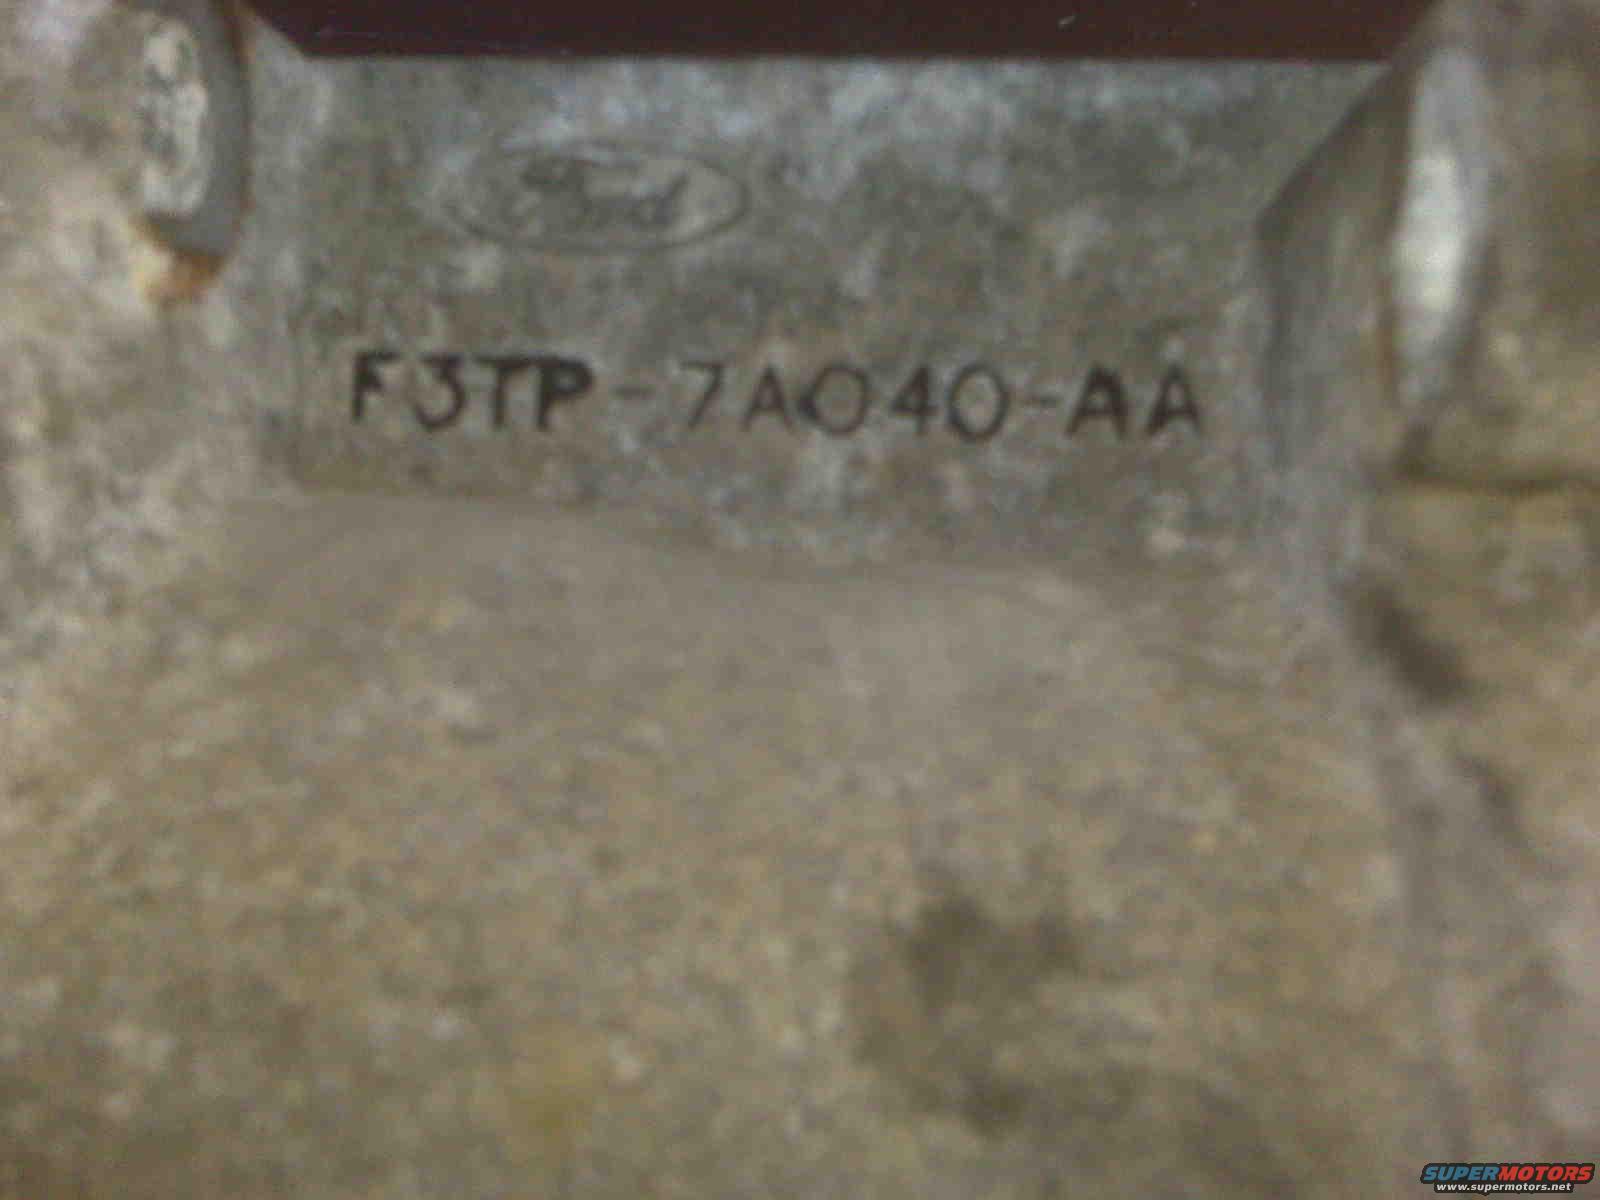 Ford
F3TP-7A040-AA
SUPERMOTORS
www.supermotors.net